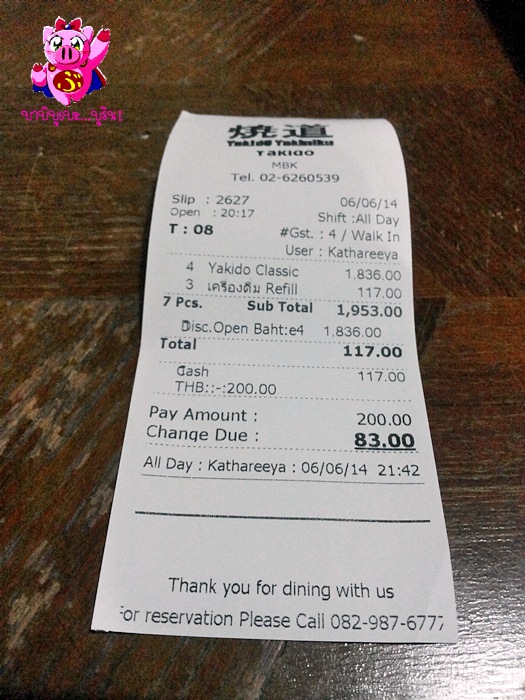 焼道
Yakido Yakiniku
YAKIDO
MBK
Tel. 02-6260539
Slip : 2627 06/06/14
Open : 20:17 Shift :All Day
T : 08 #Gst. : 4 / Walk In
User : Kathareeya
4 Yakido Classic 1,836.00
3 เครื่องดื่ม Refill 117.00
7 Pcs. Sub Total 1,953.00
Disc.Open Baht:e4 1,836.00
Total 117.00
Cash 117.00
THB::-:200.00
Pay Amount : 200.00
Change Due : 83.00
All Day : Kathareeya : 06/06/14 21:42
Thank you for dining with us
For reservation Please Call 082-987-6777